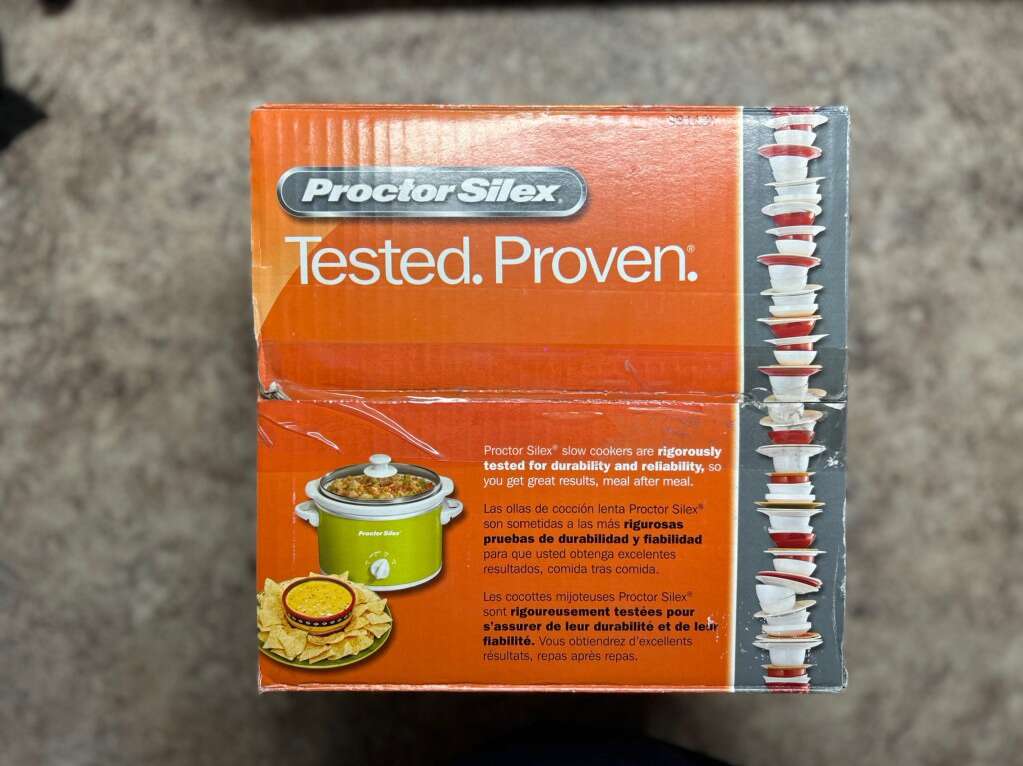 Proctor Silex®
Tested. Proven.®
Proctor Silex® slow cookers are rigorously
tested for durability and reliability, so
you get great results, meal after meal.
Las ollas de cocción lenta Proctor Silex®
son sometidas a las más rigurosas
pruebas de durabilidad y fiabilidad
para que usted obtenga excelentes
resultados, comida tras comida.
Les cocottes mijoteuses Proctor Silex®
sont rigoureusement testées pour
s'assurer de leur durabilité et de leur
fiabilité. Vous obtiendrez d'excellents
résultats, repas après repas.
Proctor Silex